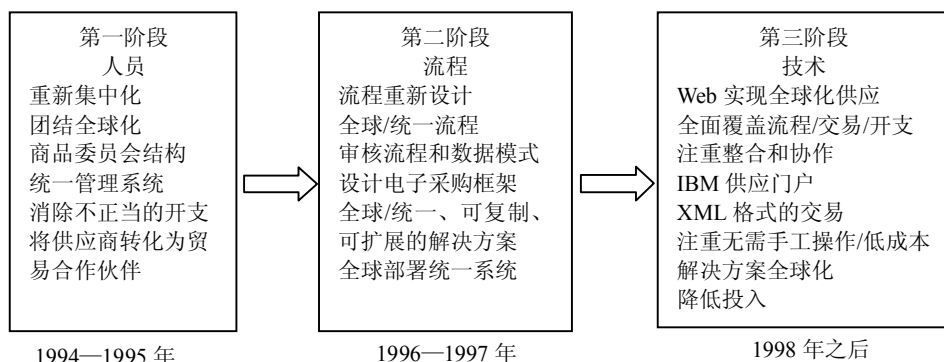 第一阶段
人员
重新集中化
团结全球化
商品委员会结构
统一管理系统
消除不正当的开支
将供应商转化为贸
易合作伙伴
1994—1995 年
第二阶段
流程
流程重新设计
全球/统一流程
审核流程和数据模式
设计电子采购框架
全球/统一、可复制、
可扩展的解决方案
全球部署统一系统
1996—1997 年
第三阶段
技术
Web 实现全球化供应
全面覆盖流程/交易/开支
注重整合和协作
IBM 供应门户
XML 格式的交易
注重无需手工操作/低成本
解决方案全球化
降低投入
1998 年之后